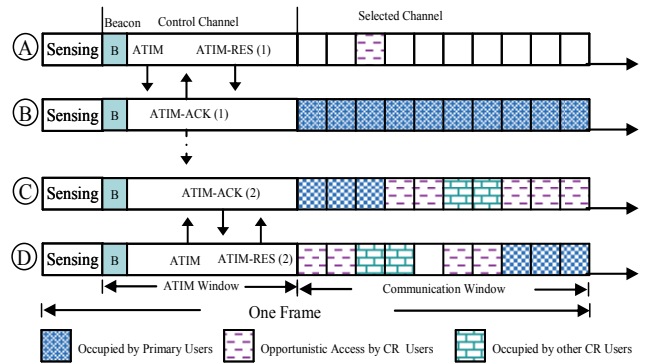 Beacon Control Channel Selected Channel
A Sensing B ATIM ATIM-RES (1)
B Sensing B ATIM-ACK (1)
C Sensing B ATIM-ACK (2)
D Sensing B ATIM ATIM-RES (2)
ATIM Window Communication Window
One Frame
Occupied by Primary Users Opportunistic Access by CR Users Occupied by other CR Users